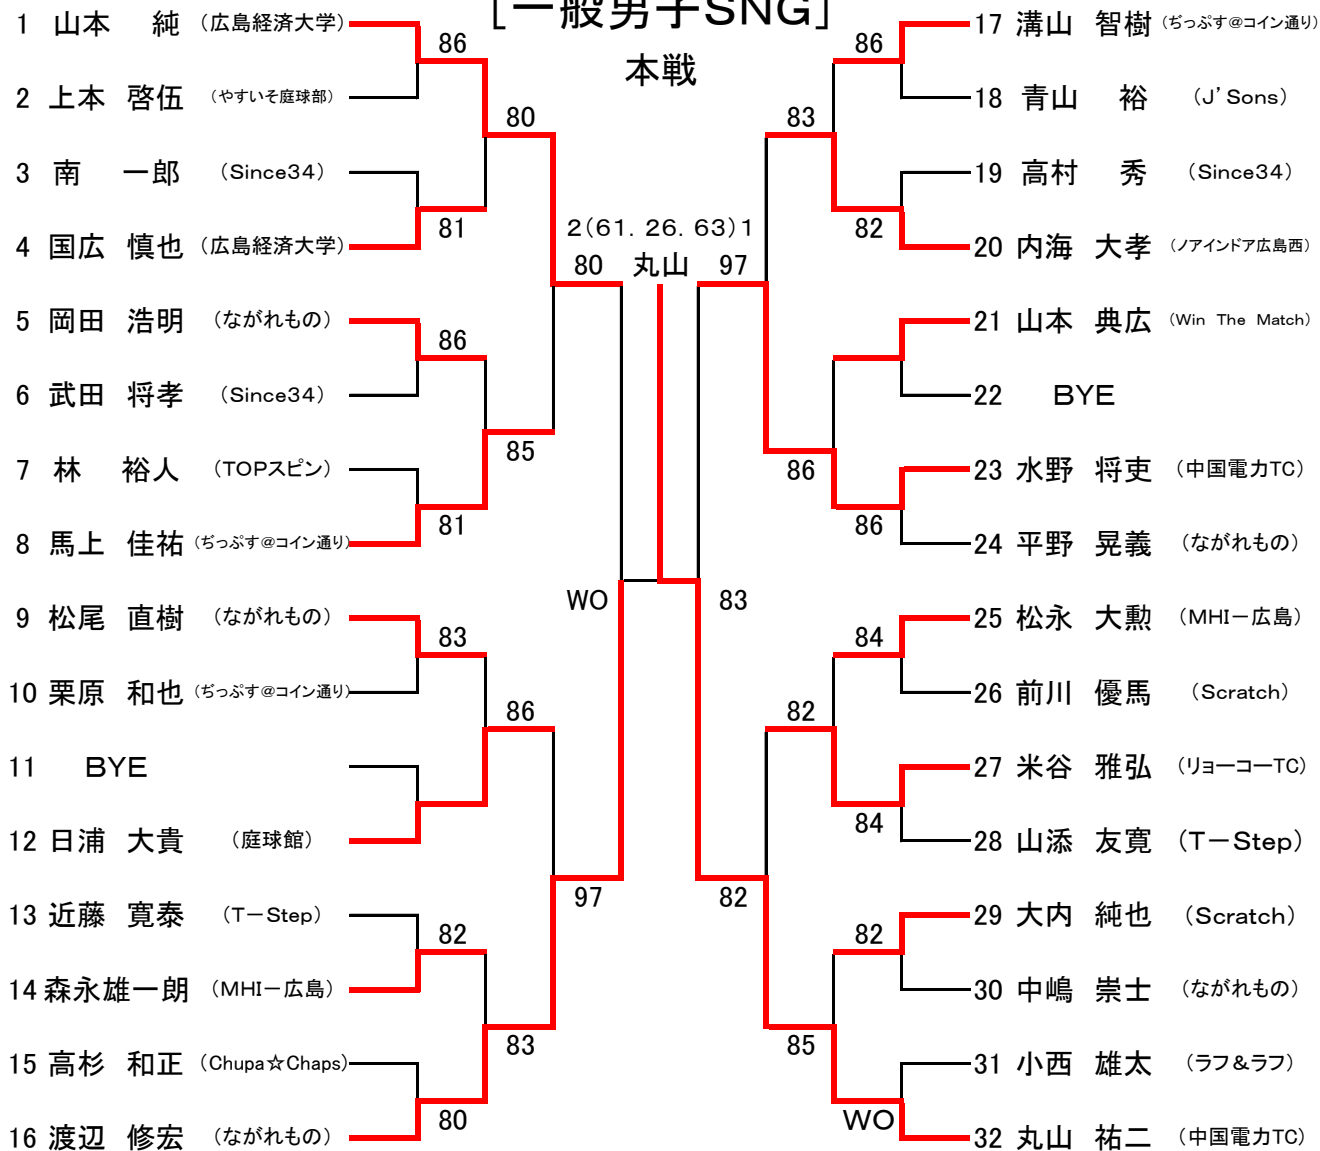 [一般男子SNG]
本戦
1 山本 純 (広島経済大学)
86
2 上本 啓伍 (やすいそ庭球部)
80
3 南 一郎 (Since34)
81
4 国広 慎也 (広島経済大学)
80
5 岡田 浩明 (ながれもの)
86
6 武田 将孝 (Since34)
85
7 林 裕人 (TOPスピン)
81
8 馬上 佳祐 (ぢっぷす@コイン通り)
WO
9 松尾 直樹 (ながれもの)
83
10 栗原 和也 (ぢっぷす@コイン通り)
86
11 BYE
12 日浦 大貴 (庭球館)
97
13 近藤 寛泰 (T-Step)
82
14 森永雄一朗 (MHI-広島)
83
15 高杉 和正 (Chupa☆Chaps)
80
16 渡辺 修宏 (ながれもの)
2(61. 26. 63)1
丸山
17 溝山 智樹 (ぢっぷす@コイン通り)
86
18 青山 裕 (J'Sons)
83
19 高村 秀 (Since34)
82
20 内海 大孝 (ノアインドア広島西)
97
21 山本 典広 (Win The Match)
22 BYE
86
23 水野 将吏 (中国電力TC)
86
24 平野 晃義 (ながれもの)
83
25 松永 大勲 (MHI-広島)
84
26 前川 優馬 (Scratch)
82
27 米谷 雅弘 (リョーコーTC)
84
28 山添 友寛 (T-Step)
82
29 大内 純也 (Scratch)
82
30 中嶋 崇士 (ながれもの)
85
31 小西 雄太 (ラフ&ラフ)
WO
32 丸山 祐二 (中国電力TC)